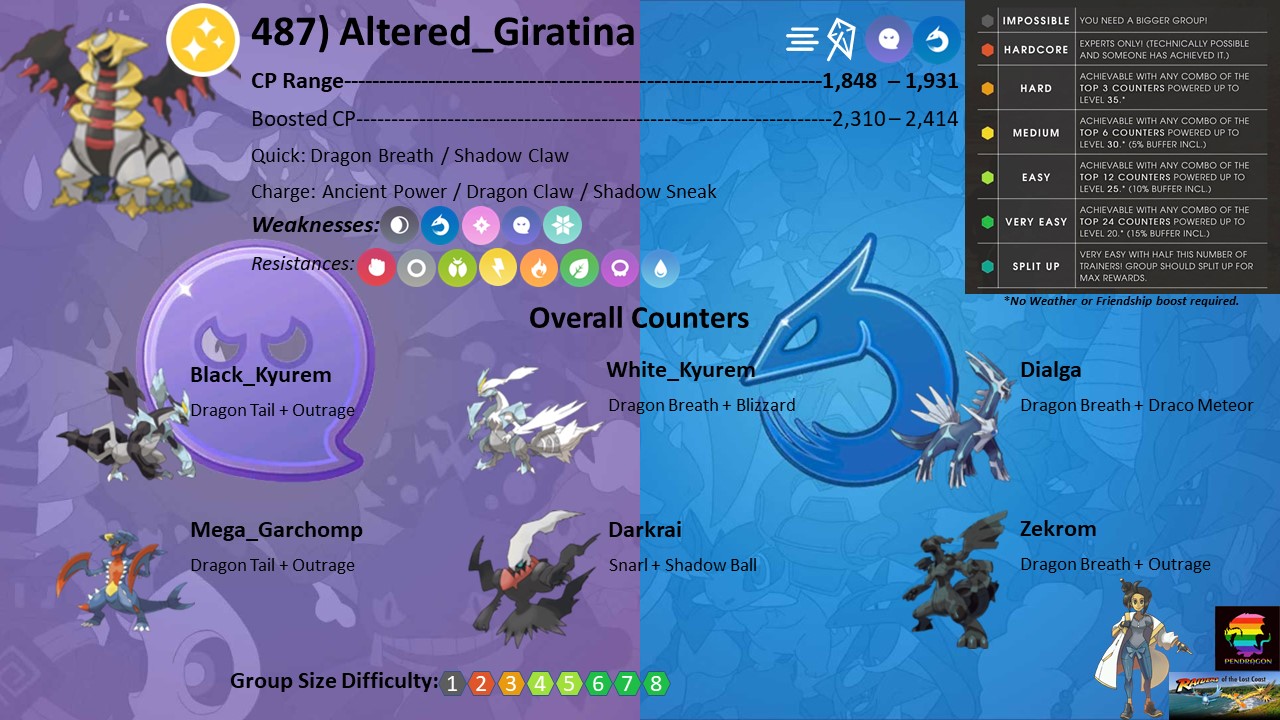 487) Altered_Giratina
CP Range---------------------------------------------------------------------1,848 – 1,931
Boosted CP---------------------------------------------------------------------2,310 – 2,414
Quick: Dragon Breath / Shadow Claw
Charge: Ancient Power / Dragon Claw / Shadow Sneak
Weaknesses:
Resistances:
IMPOSSIBLE YOU NEED A BIGGER GROUP!
HARDCORE EXPERTS ONLY! (TECHNICALLY POSSIBLE
AND SOMEONE HAS ACHIEVED IT.)
HARD ACHIEVABLE WITH ANY COMBO OF THE
TOP 3 COUNTERS POWERED UP TO
LEVEL 35.*
MEDIUM ACHIEVABLE WITH ANY COMBO OF THE
TOP 6 COUNTERS POWERED UP TO
LEVEL 30.* (5% BUFFER INCL.)
EASY ACHIEVABLE WITH ANY COMBO OF THE
TOP 12 COUNTERS POWERED UP TO
LEVEL 25.* (10% BUFFER INCL.)
VERY EASY ACHIEVABLE WITH ANY COMBO OF THE
TOP 24 COUNTERS POWERED UP TO
LEVEL 20.* (15% BUFFER INCL.)
SPLIT UP VERY EASY WITH HALF THIS NUMBER OF
TRAINERS! GROUP SHOULD SPLIT UP FOR
MAX REWARDS.
*No Weather or Friendship boost required.
Overall Counters
Black_Kyurem
Dragon Tail + Outrage
White_Kyurem
Dragon Breath + Blizzard
Dialga
Dragon Breath + Draco Meteor
Mega_Garchomp
Dragon Tail + Outrage
Darkrai
Snarl + Shadow Ball
Zekrom
Dragon Breath + Outrage
Group Size Difficulty: 1 2 3 4 5 6 7 8
PENDRAGON
RAIDERS of the Lost Coast